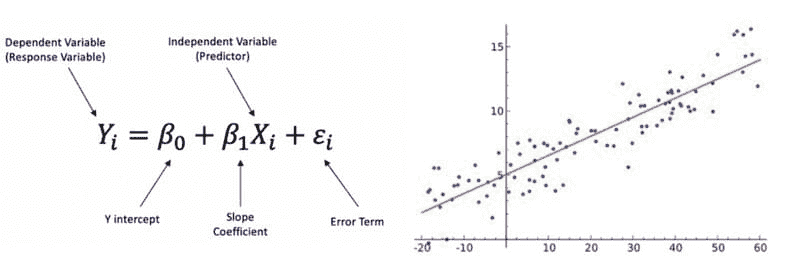 Dependent Variable
(Response Variable)
Independent Variable
(Predictor)
Yᵢ = β₀ + β₁Xᵢ + εᵢ
Y intercept
Slope
Coefficient
Error Term
15
10
5
-20 -10 10 20 30 40 50 60